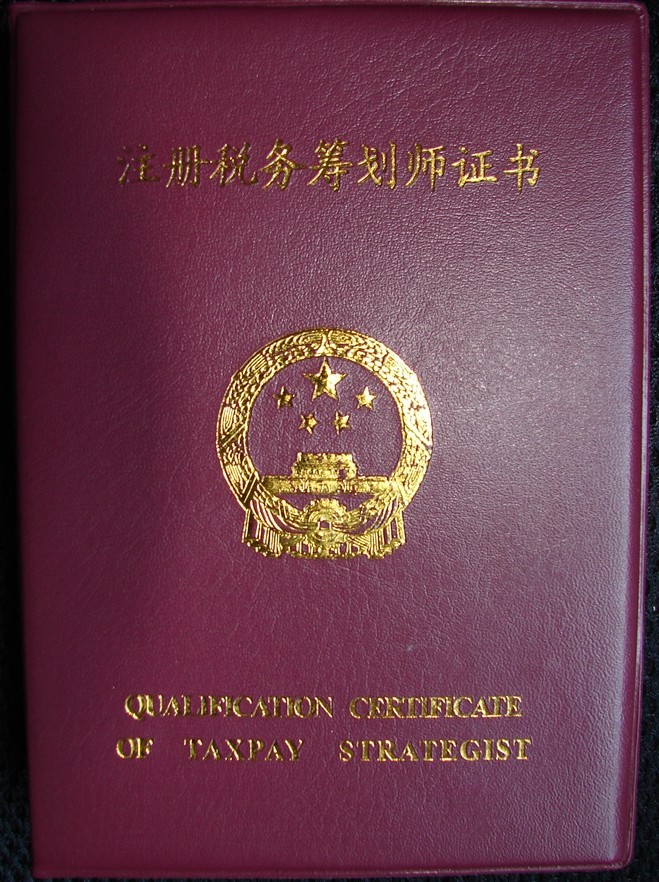 注册税务筹划师证书
QUALIFICATION CERTIFICATE
OF TAXPAY STRATEGIST